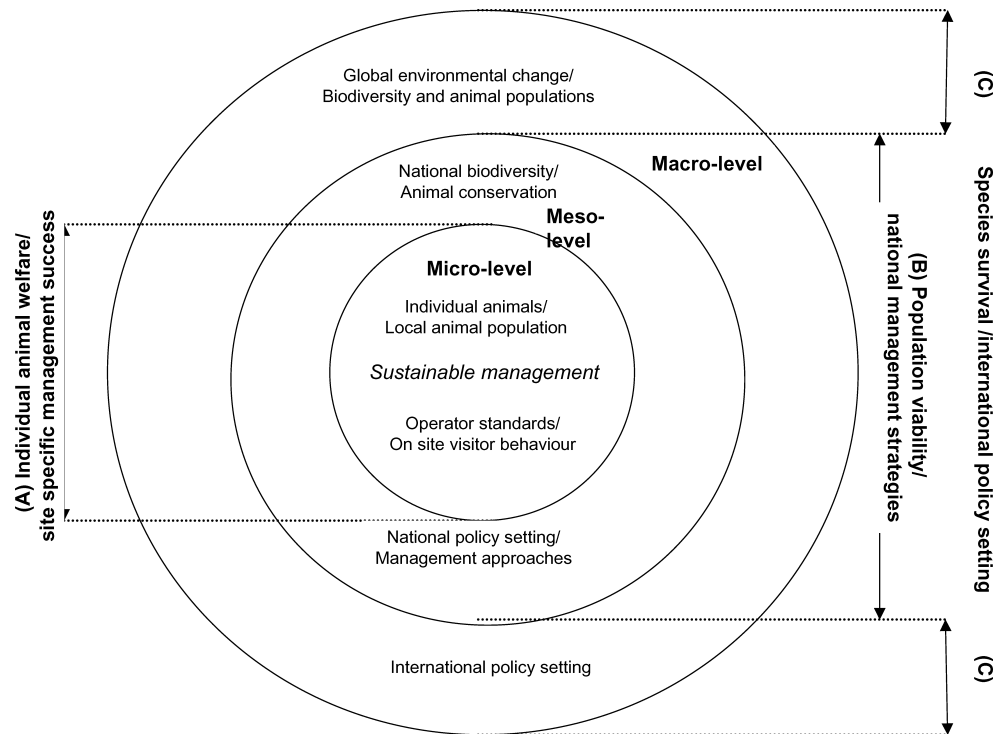 Global environmental change/
Biodiversity and animal populations
(C)
Macro-level
National biodiversity/
Animal conservation
Meso-
level
Micro-level
Individual animals/
Local animal population
Sustainable management
Operator standards/
On site visitor behaviour
National policy setting/
Management approaches
International policy setting
(A) Individual animal welfare/
site specific management success
(B) Population viability/
national management strategies
Species survival /international policy setting
(C)